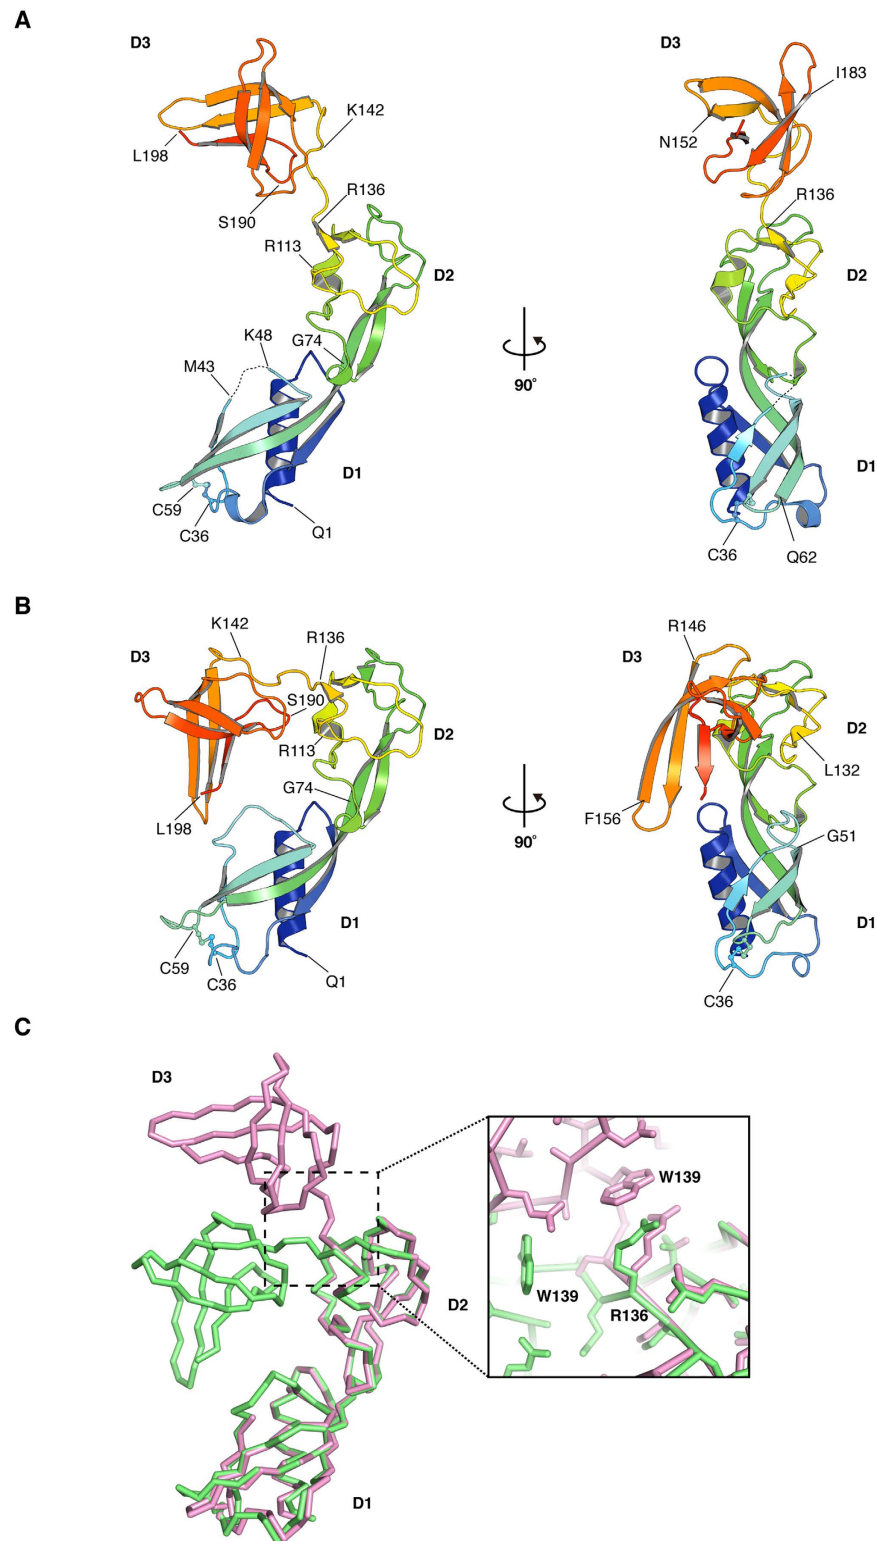 A
D3
K142
L198
S190
R136
R113
D2
K48
G74
M43
D1
C59
C36
Q1
90°
D3
I183
N152
R136
D2
D1
C36
Q62
B
K142
D3
R136
S190
R113
D2
G74
L198
D1
C59
C36
Q1
90°
R146
D3
D2
L132
F156
G51
D1
C36
C
D3
D2
D1
W139
W139
R136